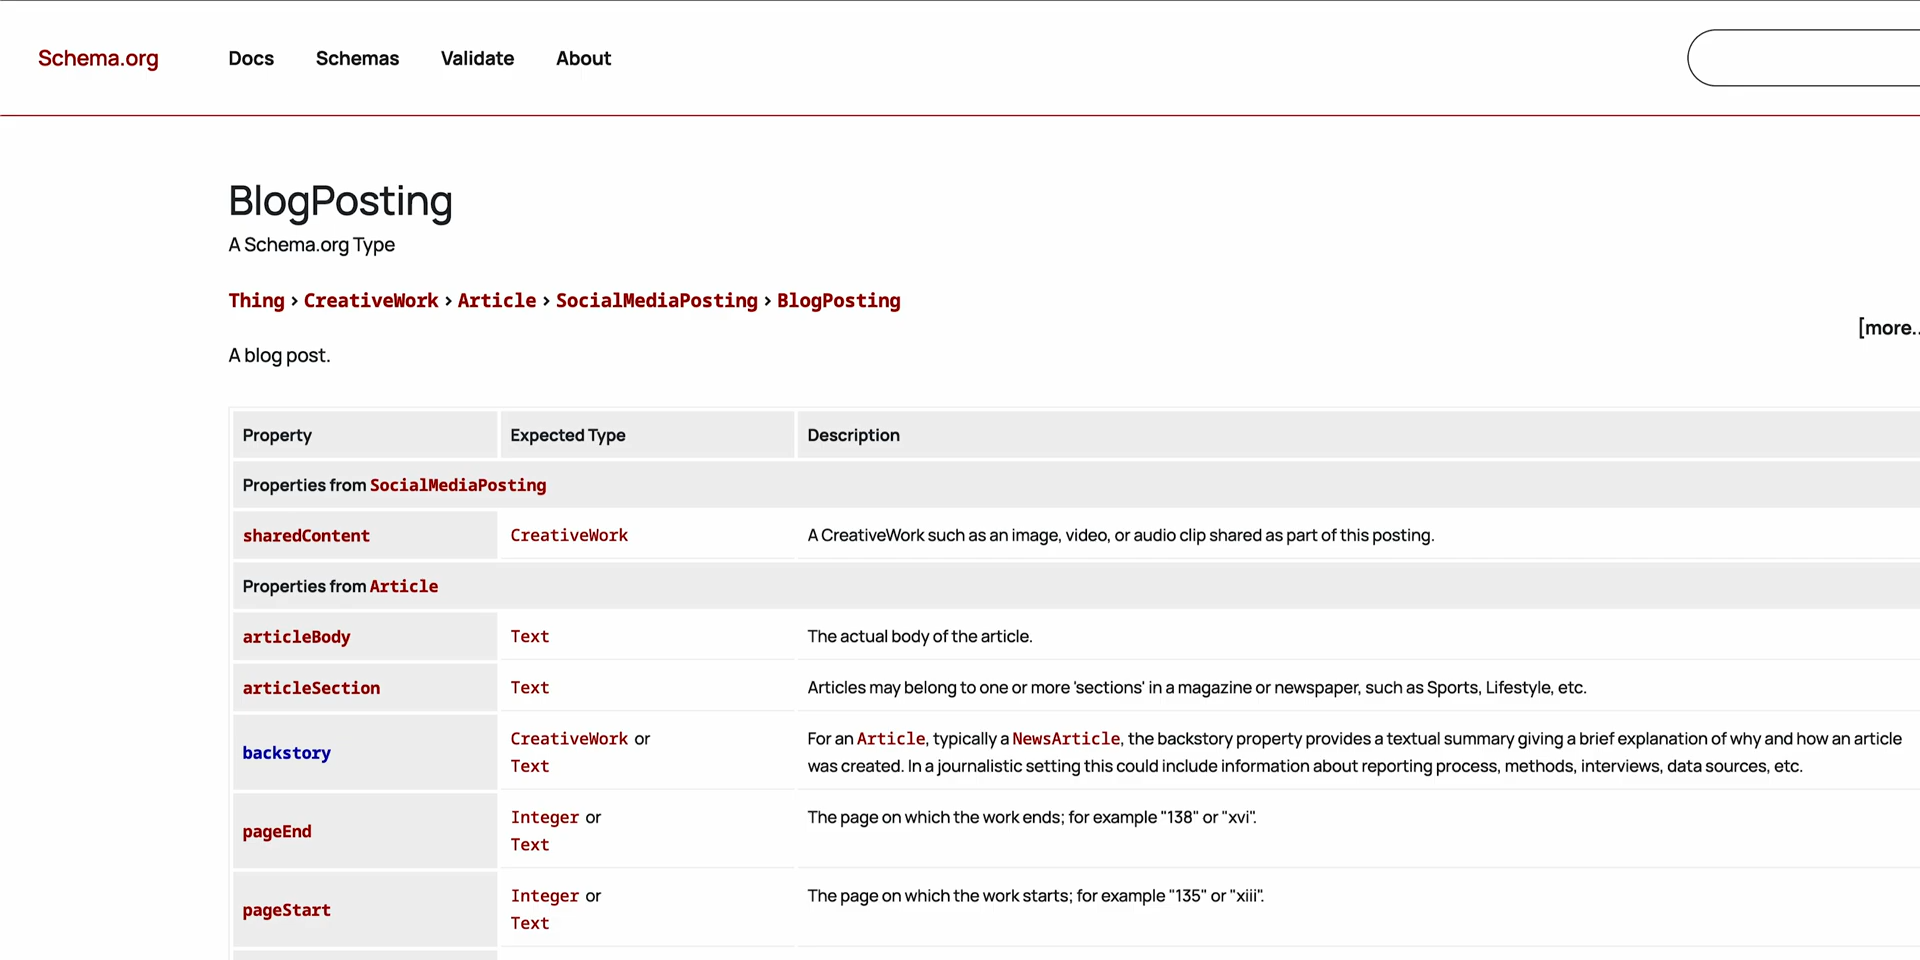 Schema.org Docs Schemas Validate About
BlogPosting
A Schema.org Type
Thing › CreativeWork › Article › SocialMediaPosting › BlogPosting
[more..
A blog post.
Property Expected Type Description
Properties from SocialMediaPosting
sharedContent CreativeWork A CreativeWork such as an image, video, or audio clip shared as part of this posting.
Properties from Article
articleBody Text The actual body of the article.
articleSection Text Articles may belong to one or more 'sections' in a magazine or newspaper, such as Sports, Lifestyle, etc.
backstory CreativeWork or
Text
For an Article, typically a NewsArticle, the backstory property provides a textual summary giving a brief explanation of why and how an article
was created. In a journalistic setting this could include information about reporting process, methods, interviews, data sources, etc.
pageEnd Integer or
Text
The page on which the work ends; for example "138" or "xvi".
pageStart Integer or
Text
The page on which the work starts; for example "135" or "xiii".